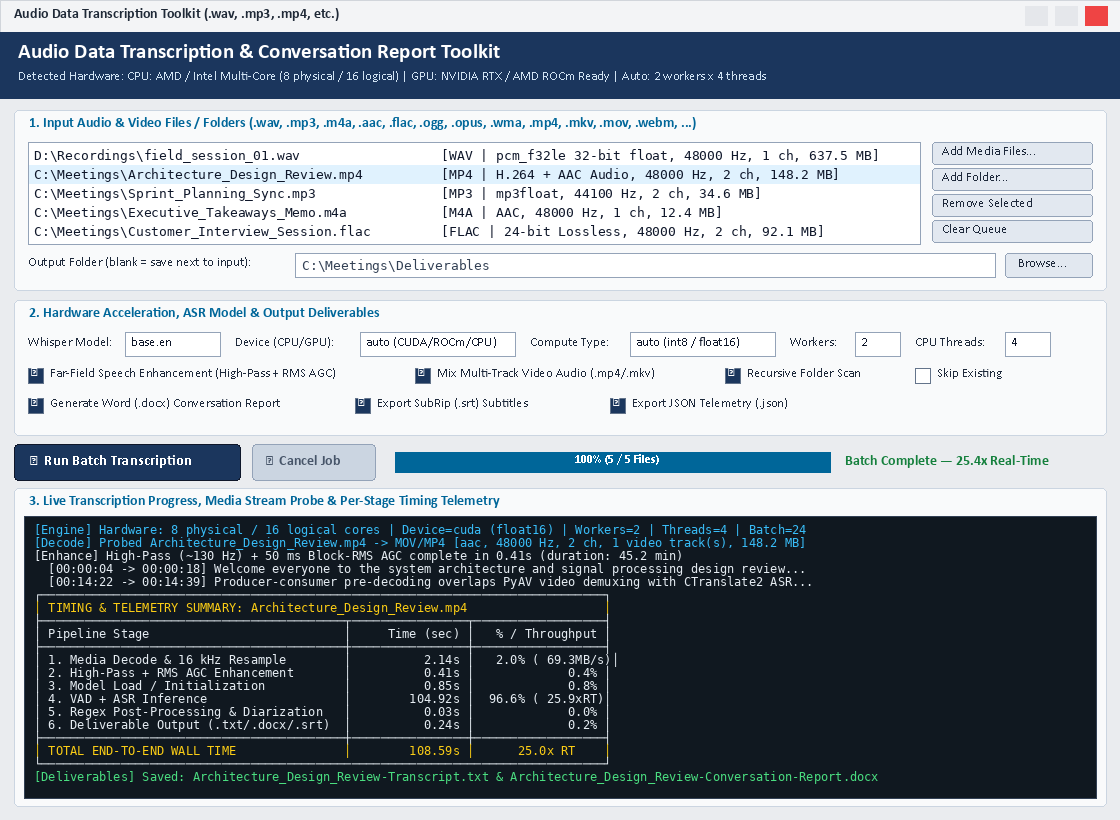 Audio Data Transcription Toolkit (.wav, .mp3, .mp4, etc.)
Audio Data Transcription & Conversation Report Toolkit
Detected Hardware: CPU: AMD / Intel Multi-Core (8 physical / 16 logical) | GPU: NVIDIA RTX / AMD ROCm Ready | Auto: 2 workers x 4 threads
1. Input Audio & Video Files / Folders (.wav, .mp3, .m4a, .aac, .flac, .ogg, .opus, .wma, .mp4, .mkv, .mov, .webm, ...)
D:\Recordings\field_session_01.wav [WAV | pcm_f32le 32-bit float, 48000 Hz, 1 ch, 637.5 MB]
C:\Meetings\Architecture_Design_Review.mp4 [MP4 | H.264 + AAC Audio, 48000 Hz, 2 ch, 148.2 MB]
C:\Meetings\Sprint_Planning_Sync.mp3 [MP3 | mp3float, 44100 Hz, 2 ch, 34.6 MB]
C:\Meetings\Executive_Takeaways_Memo.m4a [M4A | AAC, 48000 Hz, 1 ch, 12.4 MB]
C:\Meetings\Customer_Interview_Session.flac [FLAC | 24-bit Lossless, 48000 Hz, 2 ch, 92.1 MB]
Add Media Files...
Add Folder...
Remove Selected
Clear Queue
Output Folder (blank = save next to input): C:\Meetings\Deliverables Browse...
2. Hardware Acceleration, ASR Model & Output Deliverables
Whisper Model: base.en Device (CPU/GPU): auto (CUDA/ROCm/CPU) Compute Type: auto (int8 / float16) Workers: 2 CPU Threads: 4
Far-Field Speech Enhancement (High-Pass + RMS AGC) Mix Multi-Track Video Audio (.mp4/.mkv) Recursive Folder Scan Skip Existing
Generate Word (.docx) Conversation Report Export SubRip (.srt) Subtitles Export JSON Telemetry (.json)
Run Batch Transcription Cancel Job 100% (5 / 5 Files) Batch Complete — 25.4x Real-Time
3. Live Transcription Progress, Media Stream Probe & Per-Stage Timing Telemetry
[Engine] Hardware: 8 physical / 16 logical cores | Device=cuda (float16) | Workers=2 | Threads=4 | Batch=24
[Decode] Probed Architecture_Design_Review.mp4 -> MOV/MP4 [aac, 48000 Hz, 2 ch, 1 video track(s), 148.2 MB]
[Enhance] High-Pass (~130 Hz) + 50 ms Block-RMS AGC complete in 0.41s (duration: 45.2 min)
[00:00:04 -> 00:00:18] Welcome everyone to the system architecture and signal processing design review...
[00:14:22 -> 00:14:39] Producer-consumer pre-decoding overlaps PyAV video demuxing with CTranslate2 ASR...
TIMING & TELEMETRY SUMMARY: Architecture_Design_Review.mp4
Pipeline Stage | Time (sec) | % / Throughput
1. Media Decode & 16 kHz Resample | 2.14s | 2.0% ( 69.3MB/s)|
2. High-Pass + RMS AGC Enhancement | 0.41s | 0.4%
3. Model Load / Initialization | 0.85s | 0.8%
4. VAD + ASR Inference | 104.92s | 96.6% ( 25.9xRT)
5. Regex Post-Processing & Diarization | 0.03s | 0.0%
6. Deliverable Output (.txt/.docx/.srt) | 0.24s | 0.2%
TOTAL END-TO-END WALL TIME | 108.59s | 25.0x RT
[Deliverables] Saved: Architecture_Design_Review-Transcript.txt & Architecture_Design_Review-Conversation-Report.docx